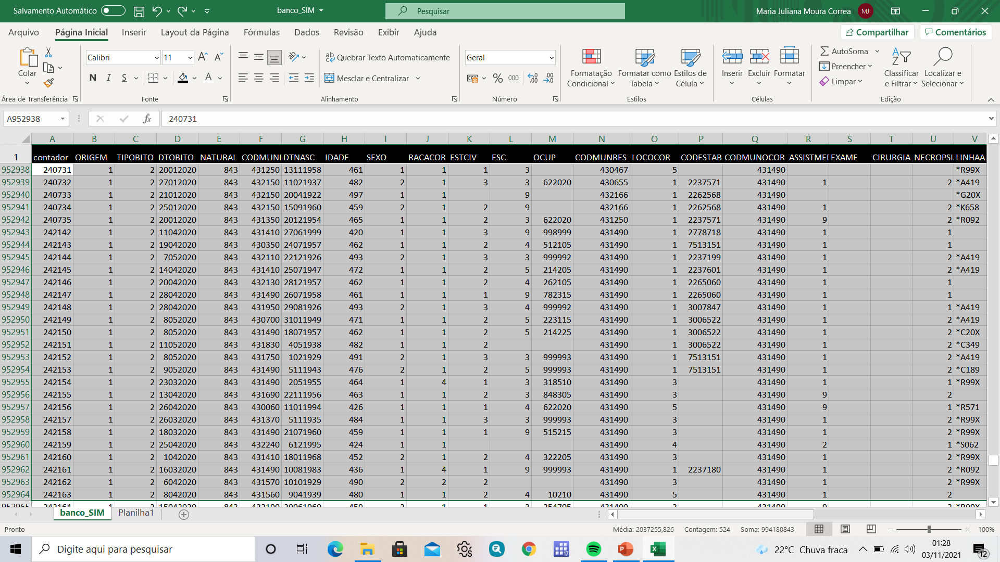 Salvamento Automático
banco_SIM
Pesquisar
Maria Juliana Moura Correa
MJ
Arquivo Página Inicial Inserir Layout da Página Fórmulas Dados Revisão Exibir Ajuda
Compartilhar Comentários
Colar
Calibri 11
N I S
Quebrar Texto Automaticamente
Mesclar e Centralizar
Geral
% 000
Formatação Condicional
Formatar como Tabela
Estilos de Célula
Inserir Excluir Formatar
AutoSoma
Preencher
Limpar
Classificar e Filtrar
Localizar e Selecionar
Área de Transferência Fonte Alinhamento Número Estilos Células Edição
A952938 fx 240731
A B C D E F G H I J K L M N O P Q R S T U V
1 contador ORIGEM TIPOBITO DTOBITO NATURAL CODMUNI DTNASC IDADE SEXO RACACOR ESTCIV ESC OCUP CODMUNRES LOCOCOR CODESTAB CODMUNOCOR ASSISTMED EXAME CIRURGIA NECROPSI LINHAA
952938 240731 1 2 20012020 843 431250 13111958 461 1 1 1 3 430467 5 431490 *R99X
952939 240732 1 2 27012020 843 432150 11021937 482 2 1 3 3 622020 430655 1 2237571 431490 1 2 *A419
952940 240733 1 2 21012020 843 432150 20041922 497 1 1 9 432166 1 2262568 431490 *G20X
952941 240734 1 2 25012020 843 432150 15091960 459 2 1 2 9 432166 1 2262568 431490 1 2 *K658
952942 240735 1 2 20012020 843 431350 20121954 465 1 1 2 3 622020 431250 1 2237571 431490 9 2 *R092
952943 242142 1 2 11042020 843 431410 27061999 420 1 1 3 9 998999 431490 1 2778718 431490 1 1
952944 242143 1 2 19042020 843 430350 24071957 462 1 1 2 4 512105 431490 1 7513151 431490 1 1
952945 242144 1 2 7052020 843 432110 22121926 493 2 1 3 3 999992 431490 1 2237199 431490 1 2 *A419
952946 242145 1 2 14042020 843 431410 25071947 472 1 1 2 5 214205 431490 1 2237601 431490 1 2 *A419
952947 242146 1 2 20042020 843 432130 28121957 462 1 1 2 4 262105 431490 1 2265060 431490 1 1
952948 242147 1 2 28042020 843 431490 26071958 461 1 1 1 9 782315 431490 1 2265060 431490 1 1
952949 242148 1 2 28042020 843 431950 29081926 493 2 1 3 4 999992 431490 1 3007847 431490 1 1 *A419
952950 242149 1 2 8052020 843 430700 31011949 471 1 1 2 5 223115 431490 1 3006522 431490 1 2 *A419
952951 242150 1 2 8052020 843 431490 18071957 462 1 1 2 5 214225 431490 1 3006522 431490 1 2 *C20X
952952 242151 1 2 11052020 843 431830 4051938 482 1 1 2 431490 1 3006522 431490 1 2 *C349
952953 242152 1 2 8052020 843 431750 1021929 491 2 1 3 3 999993 431490 1 7513151 431490 1 2 *A419
952954 242153 1 2 9052020 843 431490 5111943 476 2 1 2 5 999993 431490 1 7513151 431490 1 2 *C189
952955 242154 1 2 23032020 843 431490 2051955 464 1 4 1 3 318510 431490 3 431490 1 1 *R99X
952956 242155 1 2 13042020 843 431690 22111956 463 1 1 2 3 848305 431490 3 431490 9 2
952957 242156 1 2 26042020 843 430060 11011994 426 1 1 1 4 622020 431490 5 431490 9 1 *R571
952958 242157 1 2 26032020 843 431370 5111935 484 1 1 3 3 999993 431490 3 431490 1 2 *R99X
952959 242158 1 2 18032020 843 431490 21071960 459 1 1 1 9 515215 431490 3 431490 1 2 *R99X
952960 242159 1 2 25042020 843 432240 6121995 424 1 1 431490 4 431490 2 1 *S062
952961 242160 1 2 1042020 843 431410 18011968 452 2 1 2 4 322205 431490 3 431490 1 2 *R99X
952962 242161 1 2 16032020 843 431490 10081983 436 1 4 1 9 999993 431490 1 2237180 431490 1 2 *R092
952963 242162 1 2 6042020 843 431570 10101929 490 2 2 2 431490 3 431490 1 2 *R99X
952964 242163 1 2 8042020 843 431560 9041939 480 1 1 2 4 10210 431490 5 431490 1 2
banco_SIM Planilha1
Pronto
Média: 2037255,826 Contagem: 524 Soma: 994180843
100%
Digite aqui para pesquisar
17
22°C Chuva fraca
01:28
03/11/2021
12